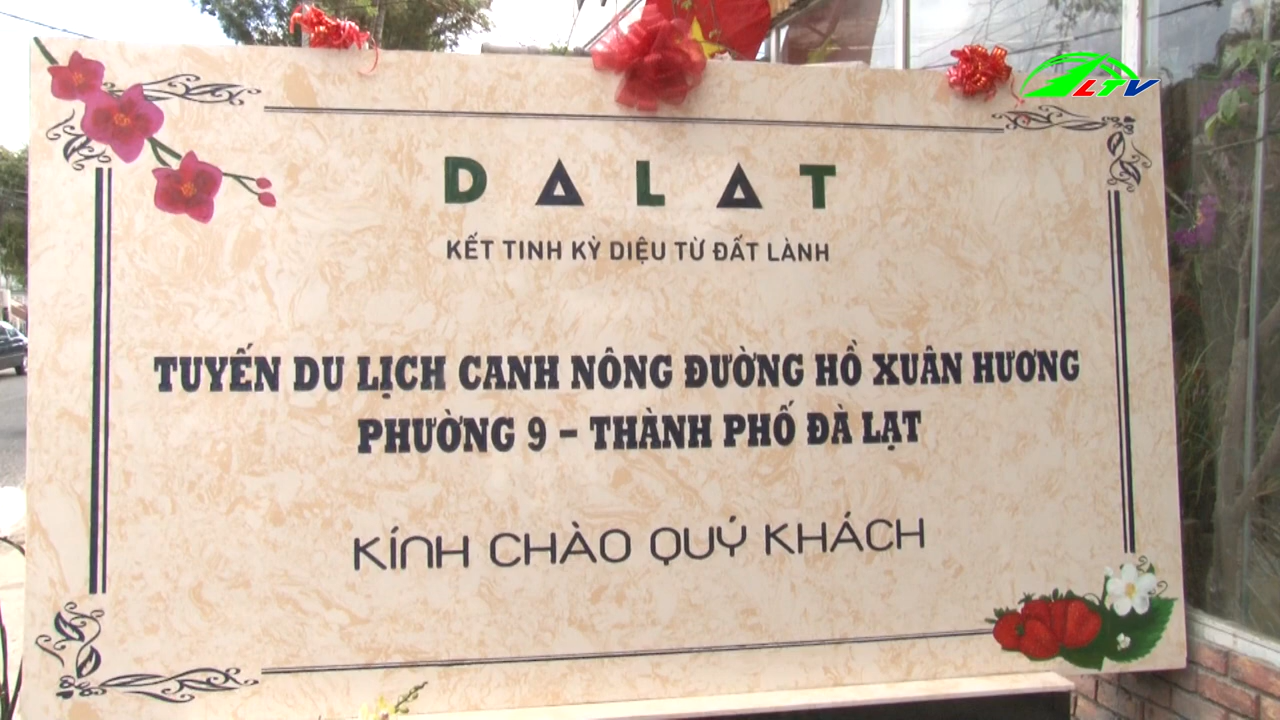 LTV
DALAT
KẾT TINH KỲ DIỆU TỪ ĐẤT LÀNH
TUYẾN DU LỊCH CANH NÔNG ĐƯỜNG HỒ XUÂN HƯƠNG
PHƯỜNG 9 – THÀNH PHỐ ĐÀ LẠT
KÍNH CHÀO QUÝ KHÁCH